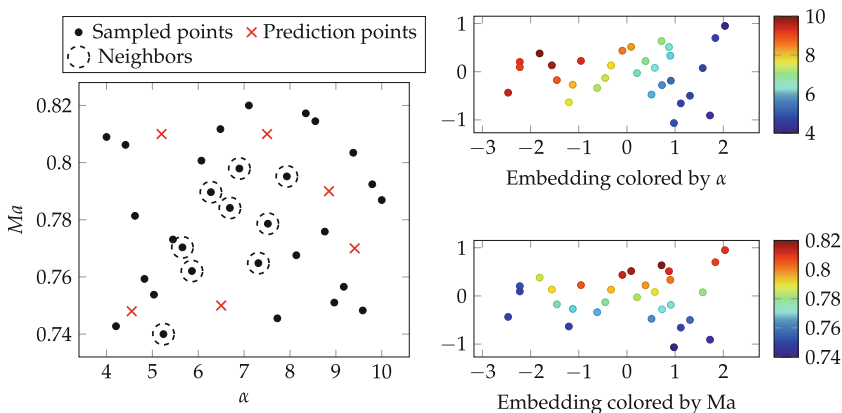 Sampled points
Prediction points
Neighbors
0.82
0.8
0.78
0.76
0.74
Ma
4 5 6 7 8 9 10
α
1
0
−1
−3 −2 −1 0 1 2 3
Embedding colored by α
10
8
6
4
1
0
−1
−3 −2 −1 0 1 2 3
Embedding colored by Ma
0.82
0.80
0.78
0.76
0.74